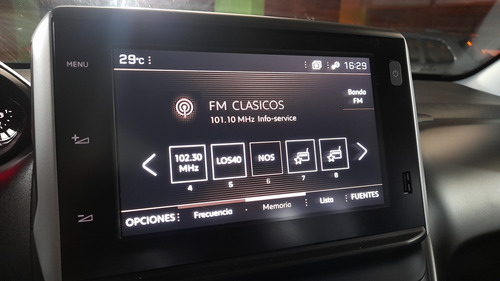 MENU
29°C
16:29
FM CLASICOS
101.10 MHz Info-service
Banda
FM
102.30
MHz
LOS40
NOS
4 5 6 7 8
OPCIONES Frecuencia Memoria Lista FUENTES